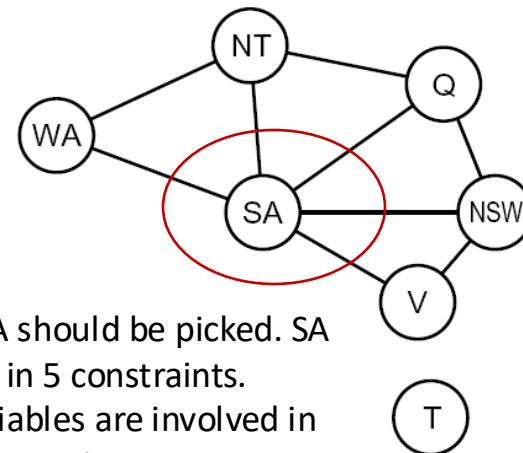 NT
Q
WA
SA
NSW
V
A should be picked. SA
in 5 constraints.
iables are involved in
T